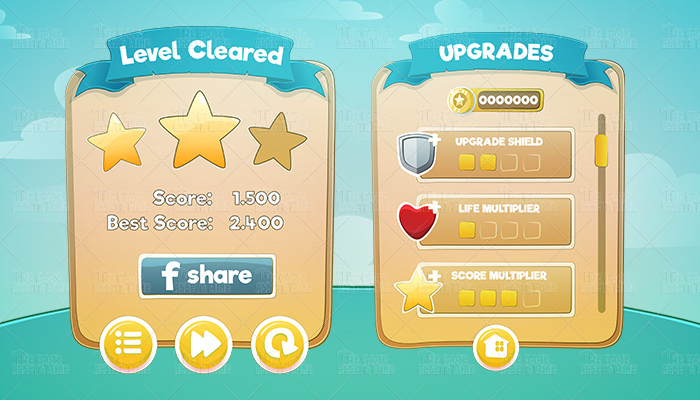 Level Cleared
Score: 1.500
Best Score: 2.400
f share
UPGRADES
0000000
UPGRADE SHIELD
LIFE MULTIPLIER
SCORE MULTIPLIER